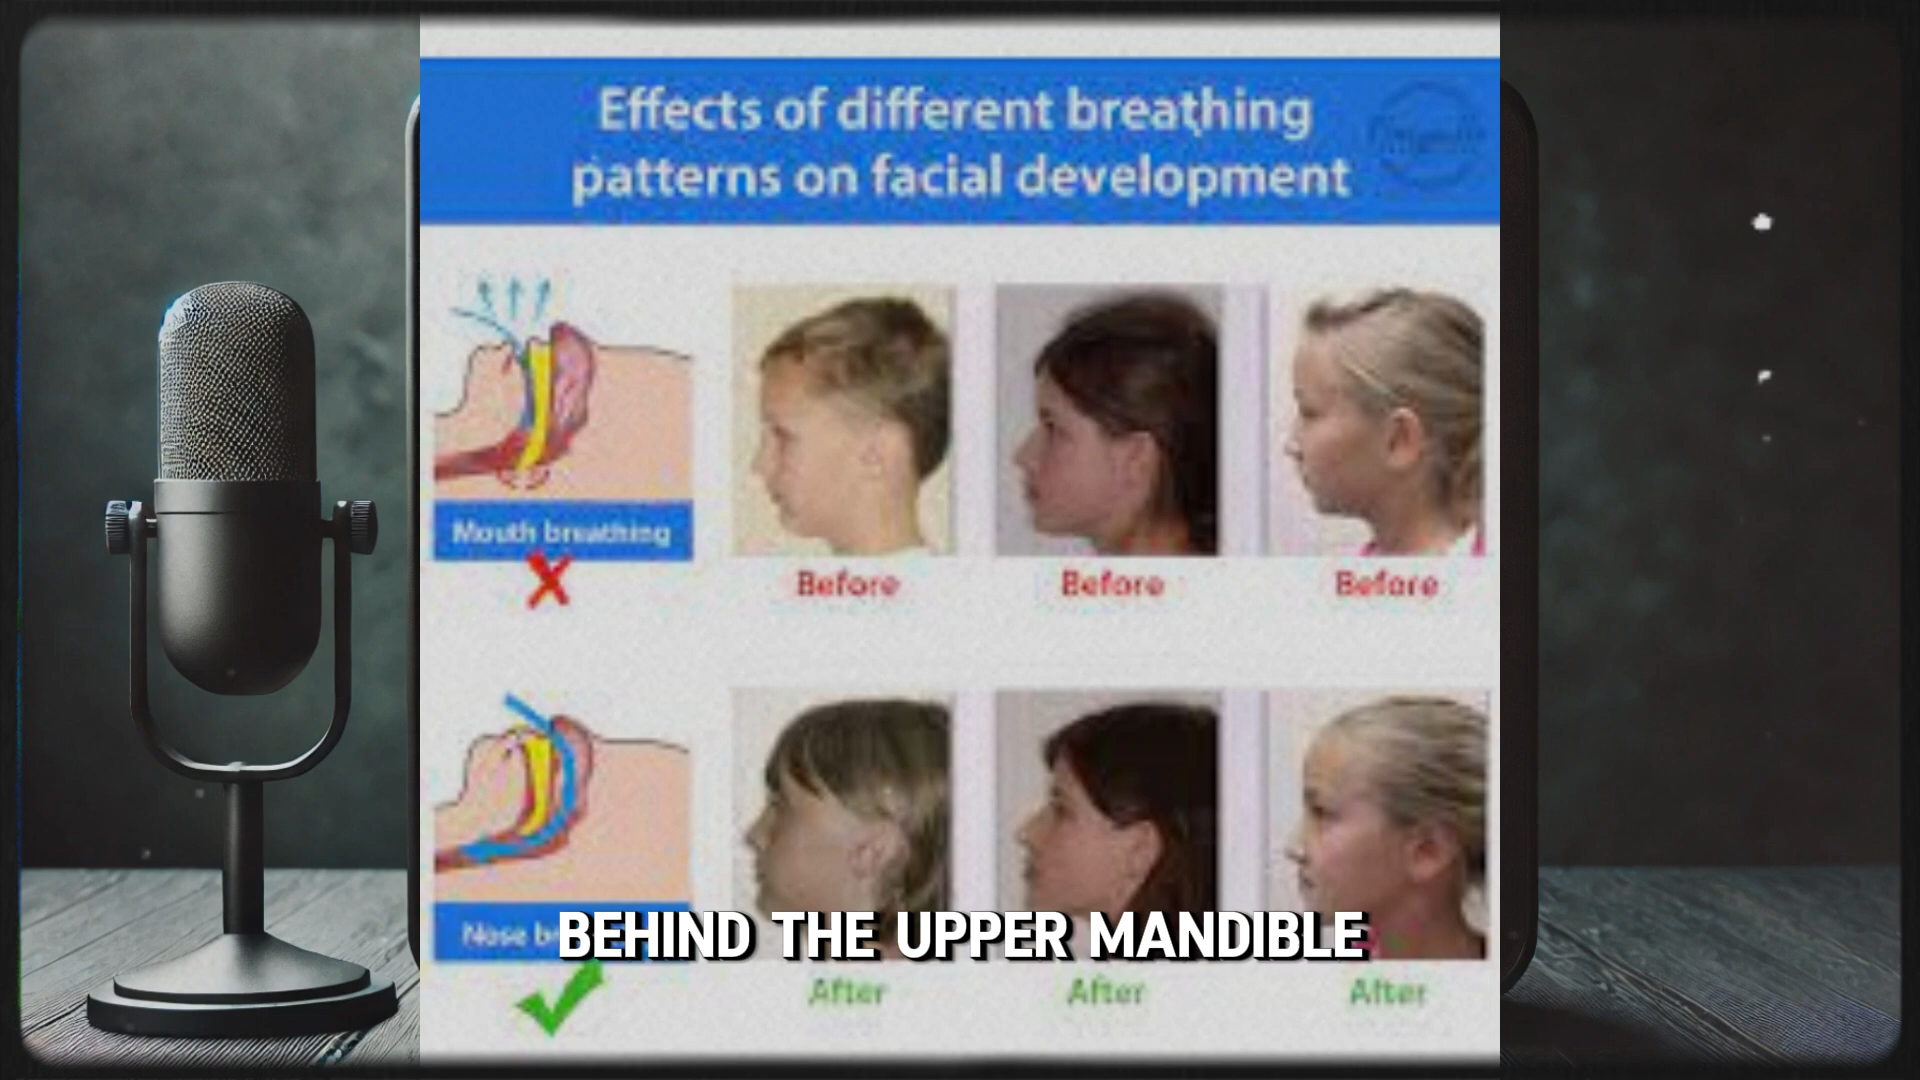 Effects of different breathing
patterns on facial development
Mouth breathing
Before
Before
Before
Nose
BEHIND THE UPPER MANDIBLE
After
After
After